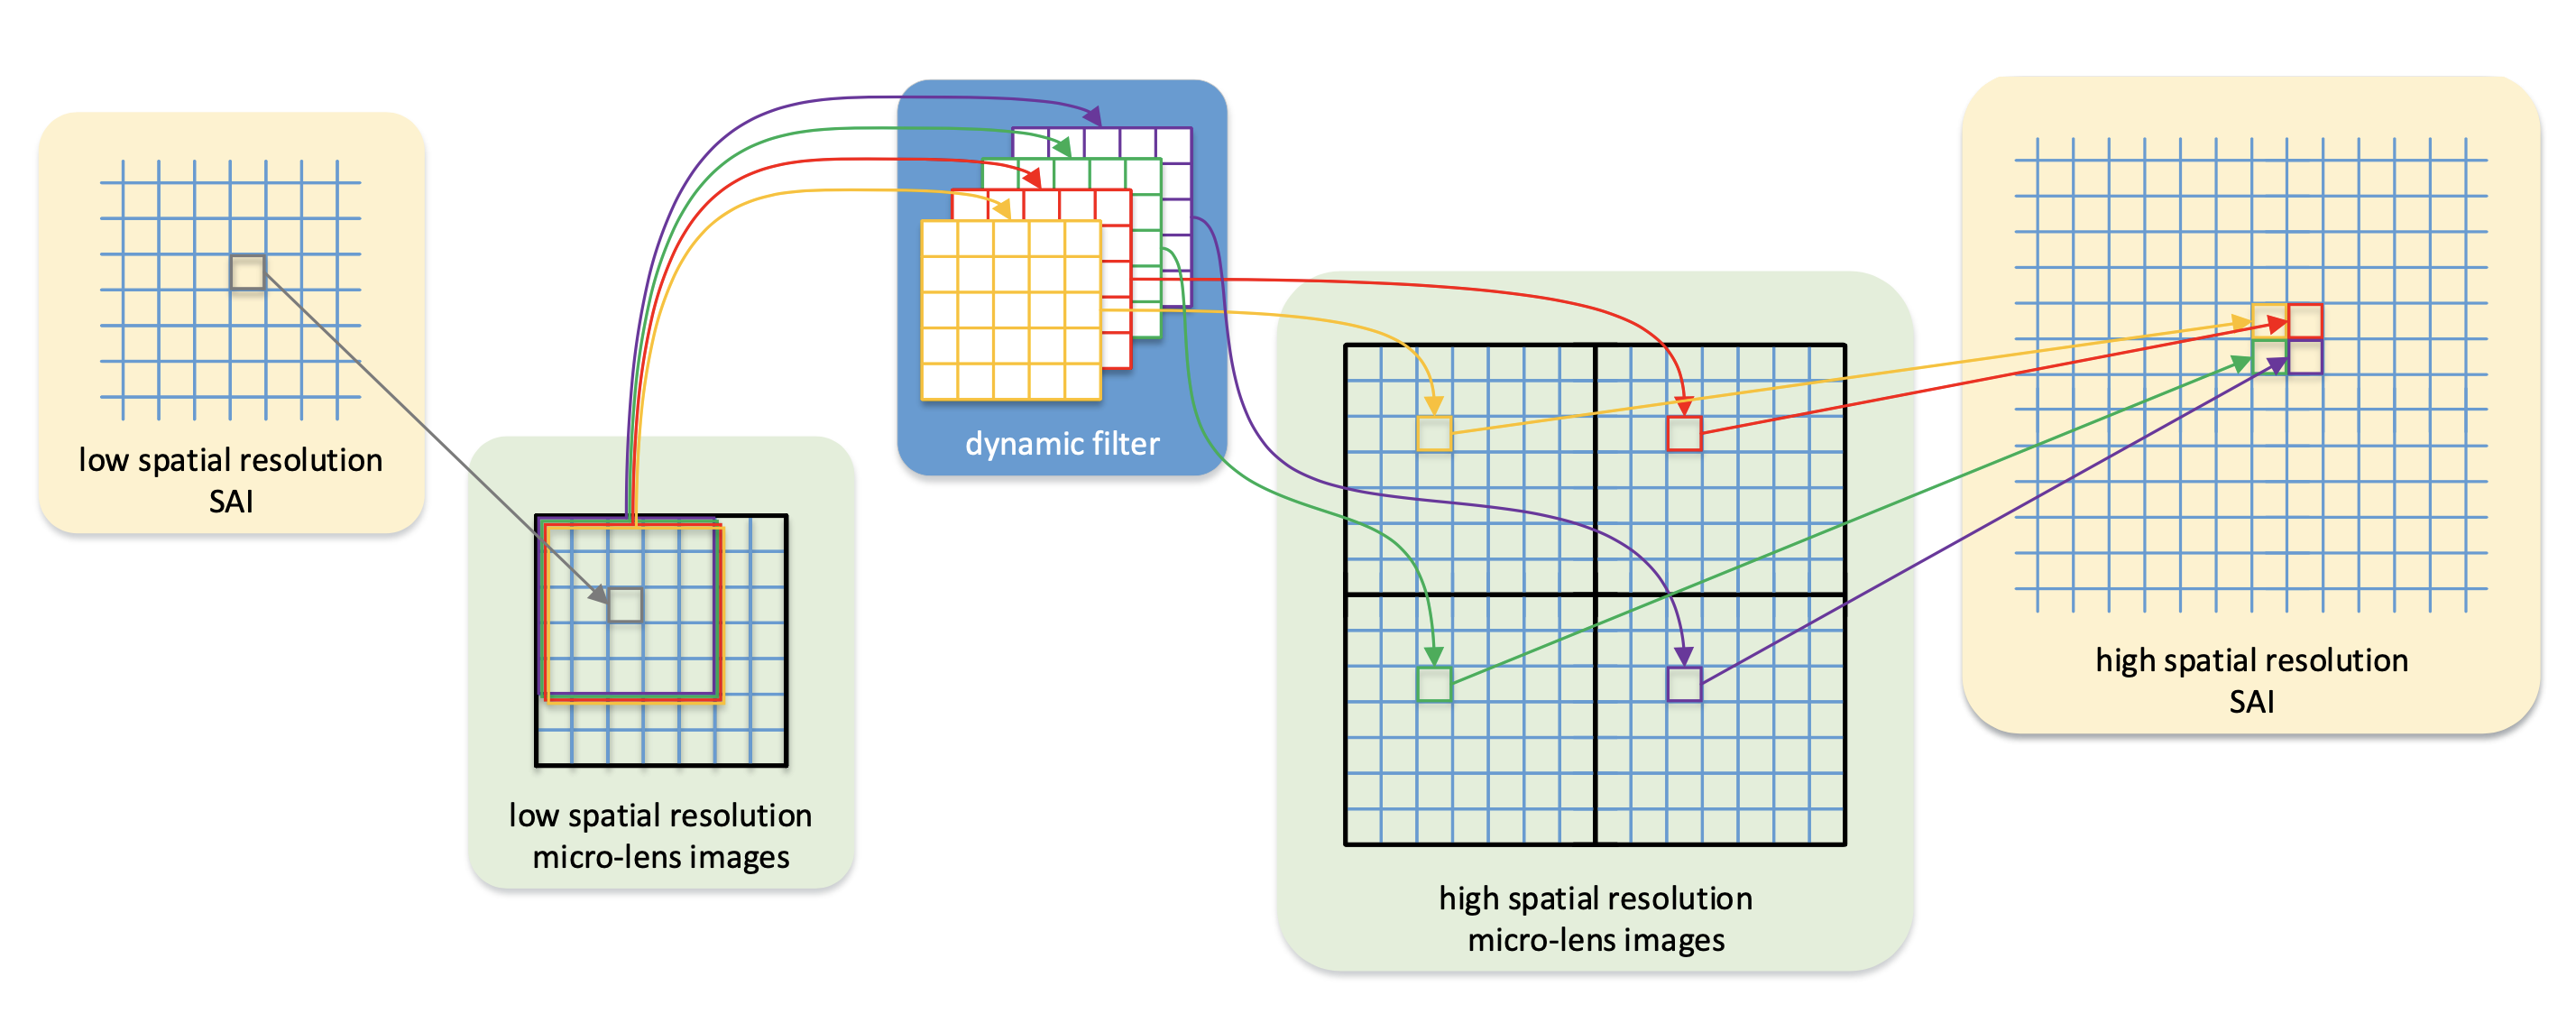 low spatial resolution
SAI
low spatial resolution
micro-lens images
dynamic filter
high spatial resolution
micro-lens images
high spatial resolution
SAI